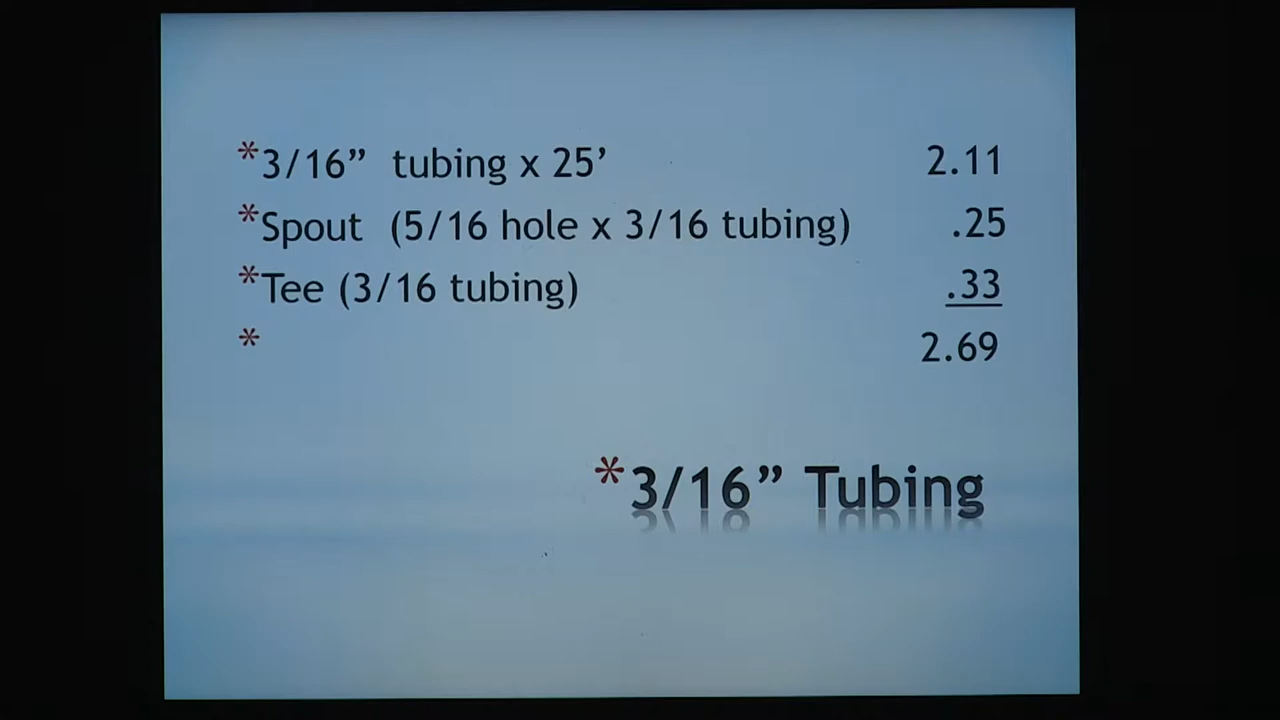 *3/16” tubing x 25’ 2.11
*Spout (5/16 hole x 3/16 tubing) .25
*Tee (3/16 tubing) .33
* 2.69
*3/16” Tubing